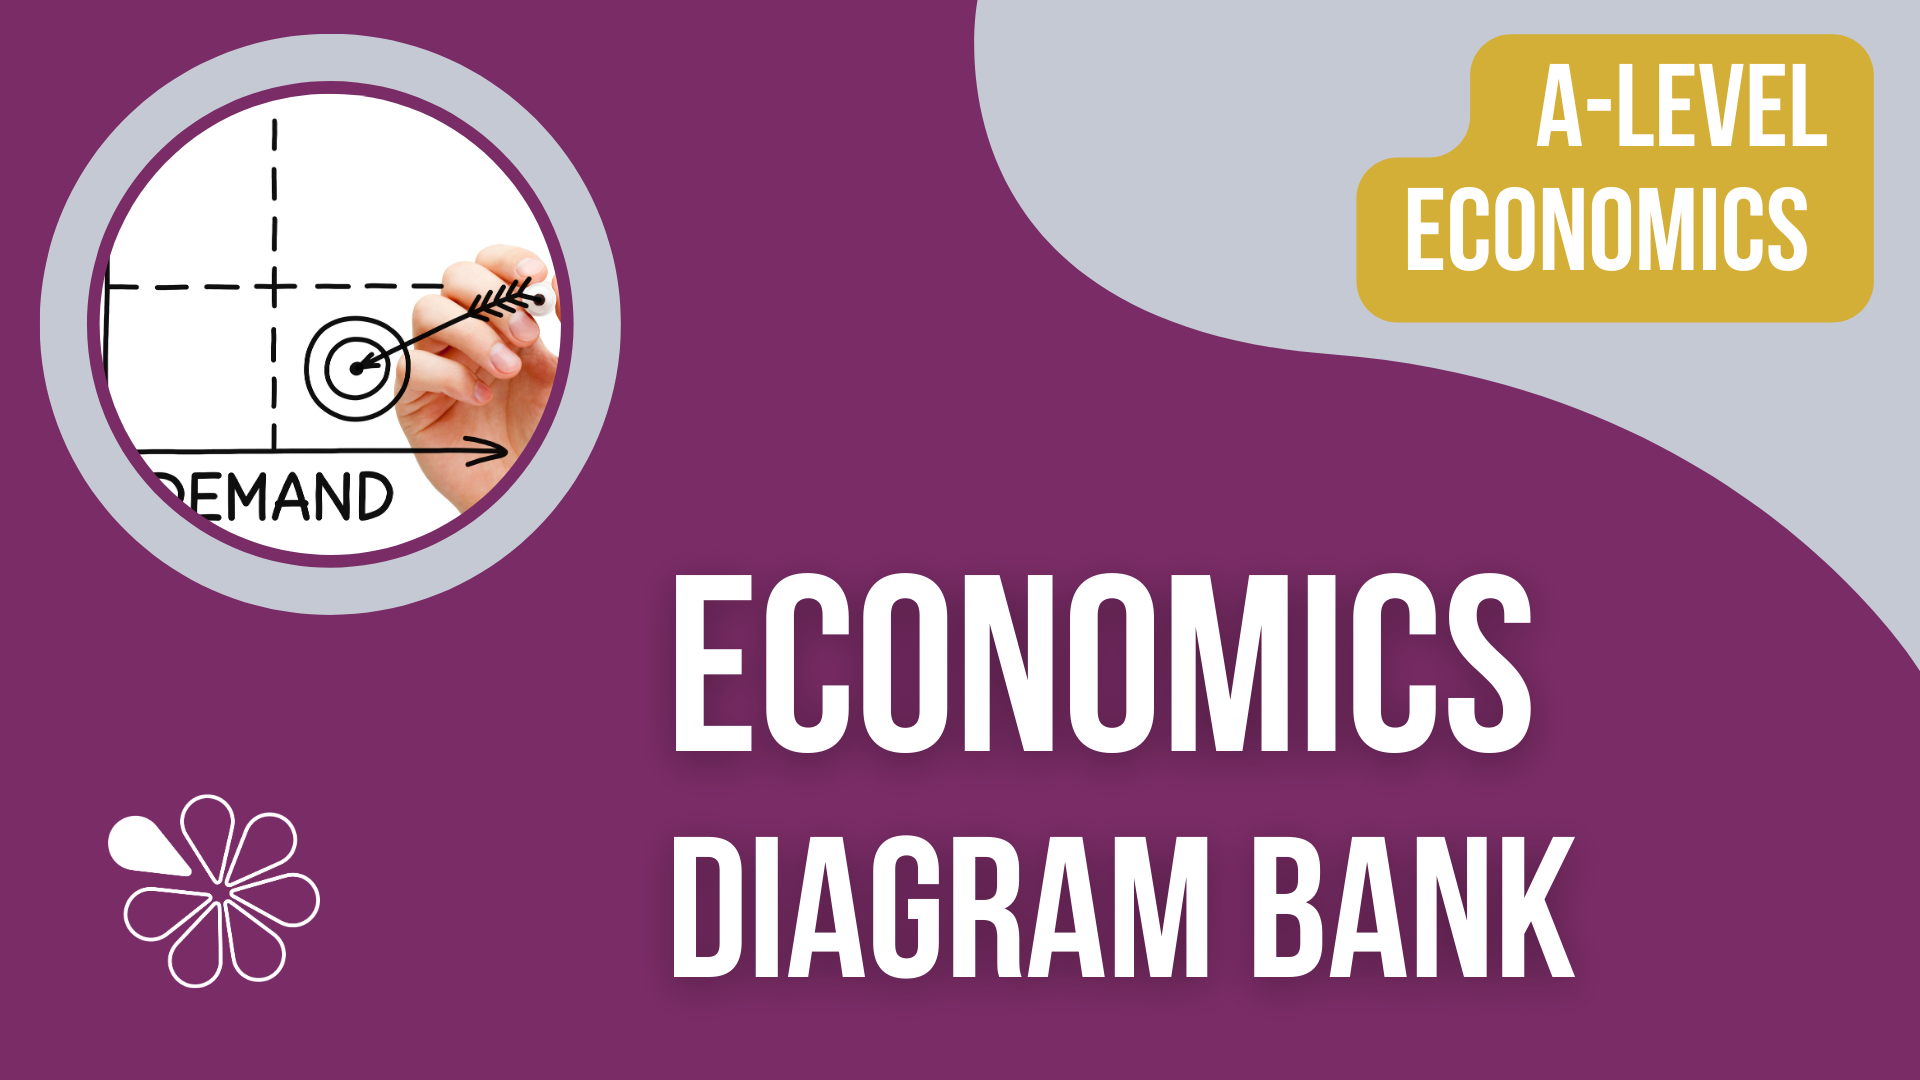 A-LEVEL
ECONOMICS
DEMAND
ECONOMICS
DIAGRAM BANK